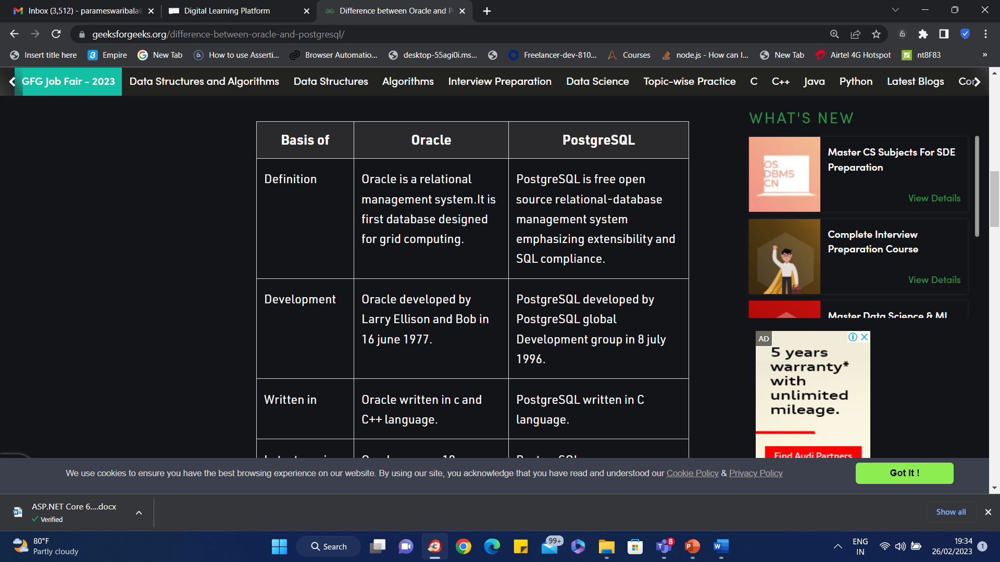 Inbox (3,512) - parameswaribala
Digital Learning Platform
Difference between Oracle and P
geeksforgeeks.org/difference-between-oracle-and-postgresql/
Insert title here
Empire
New Tab
How to use Asserti...
Browser Automatio...
desktop-55agi0i.ms...
Freelancer-dev-810...
Courses
node.js - How can I...
New Tab
Airtel 4G Hotspot
nt8F83
»
GFG Job Fair - 2023
Data Structures and Algorithms
Data Structures
Algorithms
Interview Preparation
Data Science
Topic-wise Practice
C
C++
Java
Python
Latest Blogs
Basis of
Oracle
PostgreSQL
Definition
Oracle is a relational
management system.It is
first database designed
for grid computing.
PostgreSQL is free open
source relational-database
management system
emphasizing extensibility and
SQL compliance.
Development
Oracle developed by
Larry Ellison and Bob in
16 june 1977.
PostgreSQL developed by
PostgreSQL global
Development group in 8 july
1996.
Written in
Oracle written in c and
C++ language.
PostgreSQL written in C
language.
WHAT'S NEW
OS
DBMS
CN
Master CS Subjects For SDE
Preparation
View Details
Complete Interview
Preparation Course
View Details
Master Data Science & ML
AD
5 years
warranty*
with
unlimited
mileage.
Find Audi Partners
We use cookies to ensure you have the best browsing experience on our website. By using our site, you acknowledge that you have read and understood our Cookie Policy & Privacy Policy
Got It !
ASP.NET Core 6....docx
Verified
Show all
80°F
Partly cloudy
Search
99+
8
ENG
IN
19:34
26/02/2023
1